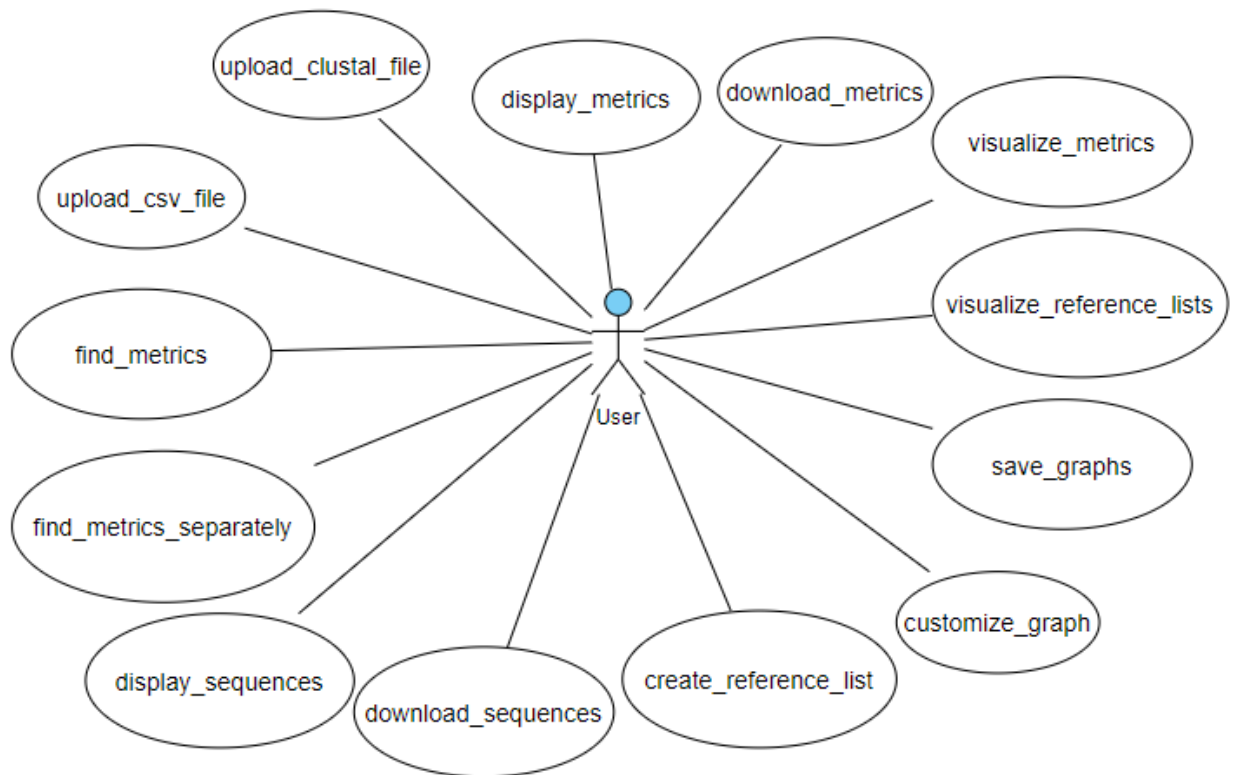 upload_clustal_file
display_metrics
download_metrics
visualize_metrics
upload_csv_file
visualize_reference_lists
find_metrics
User
save_graphs
find_metrics_separately
customize_graph
display_sequences
create_reference_list
download_sequences